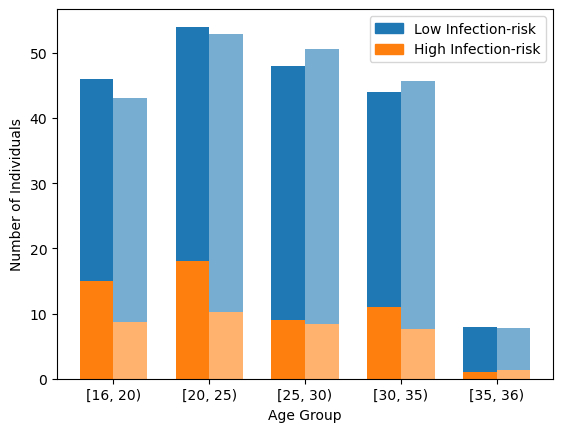 Low Infection-risk
High Infection-risk
50
40
30
20
10
0
Number of Individuals
[16, 20) [20, 25) [25, 30) [30, 35) [35, 36)
Age Group